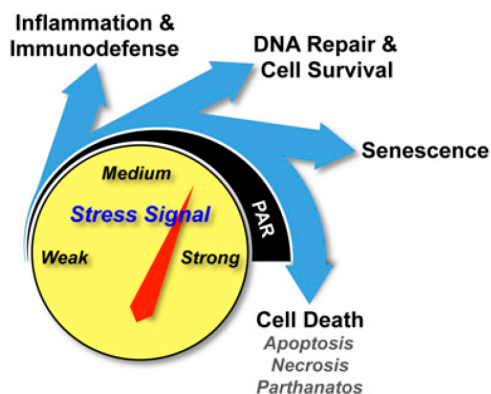 Inflammation &
Immunodefense
DNA Repair &
Cell Survival
Senescence
Medium
Stress Signal
Weak
Strong
PAR
Cell Death
Apoptosis
Necrosis
Parthanatos